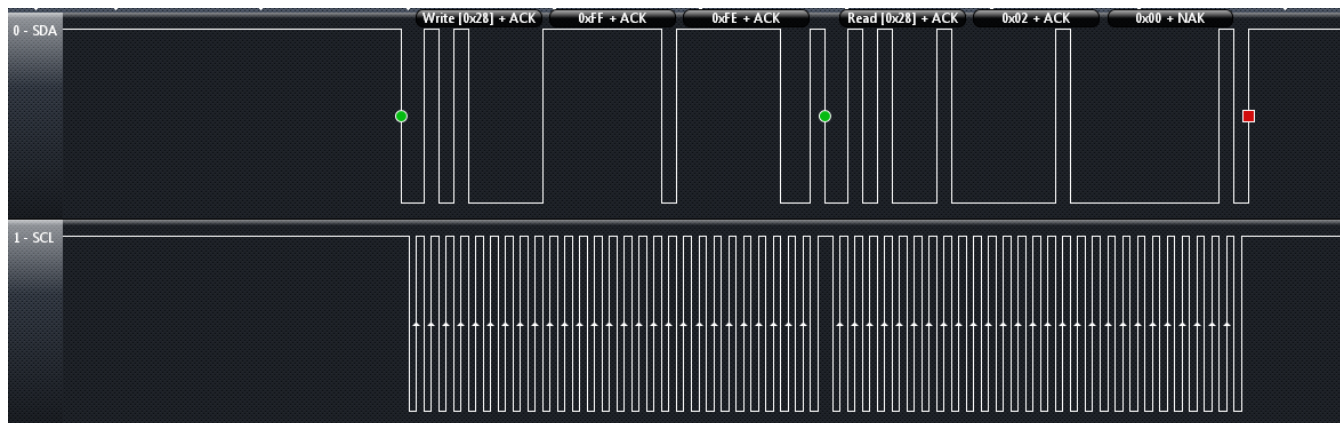 Write [0x28] + ACK 0xFF + ACK 0xFE + ACK Read [0x28] + ACK 0x02 + ACK 0x00 + NAK
0 - SDA
1 - SCL